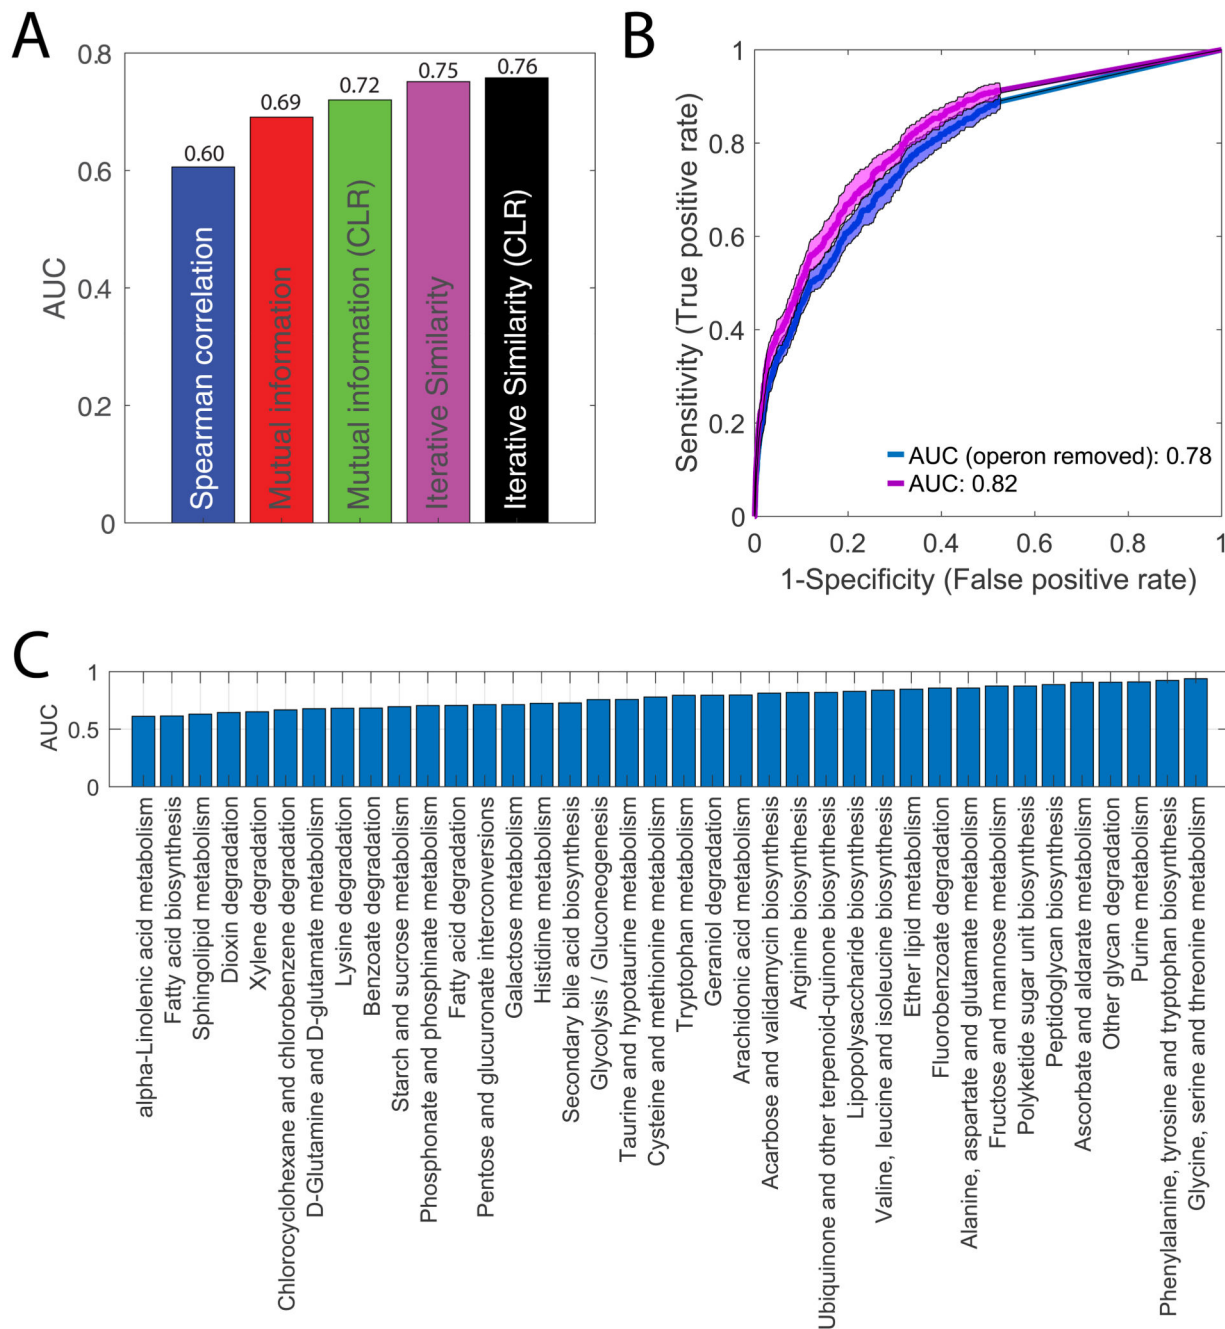 A
0.8
0.6
0.4
0.2
0
AUC
0.60
0.69
0.72
0.75
0.76
Spearman correlation
Mutual information
Mutual information (CLR)
Iterative Similarity
Iterative Similarity (CLR)
B
1
0.8
0.6
0.4
0.2
0
Sensitivity (True positive rate)
AUC (operon removed): 0.78
AUC: 0.82
0
0.2
0.4
0.6
0.8
1
1-Specificity (False positive rate)
C
1
0.5
0
AUC
alpha-Linolenic acid metabolism
Fatty acid biosynthesis
Sphingolipid metabolism
Dioxin degradation
Xylene degradation
Chlorocyclohexane and chlorobenzene degradation
D-Glutamine and D-glutamate metabolism
Lysine degradation
Benzoate degradation
Starch and sucrose metabolism
Phosphonate and phosphinate metabolism
Fatty acid degradation
Pentose and glucuronate interconversions
Galactose metabolism
Histidine metabolism
Secondary bile acid biosynthesis
Glycolysis / Gluconeogenesis
Taurine and hypotaurine metabolism
Cysteine and methionine metabolism
Tryptophan metabolism
Geraniol degradation
Arachidonic acid metabolism
Acarbose and validamycin biosynthesis
Arginine biosynthesis
Ubiquinone and other terpenoid-quinone biosynthesis
Lipopolysaccharide biosynthesis
Valine, leucine and isoleucine biosynthesis
Ether lipid metabolism
Fluorobenzoate degradation
Alanine, aspartate and glutamate metabolism
Fructose and mannose metabolism
Polyketide sugar unit biosynthesis
Peptidoglycan biosynthesis
Ascorbate and aldarate metabolism
Other glycan degradation
Purine metabolism
Phenylalanine, tyrosine and tryptophan biosynthesis
Glycine, serine and threonine metabolism